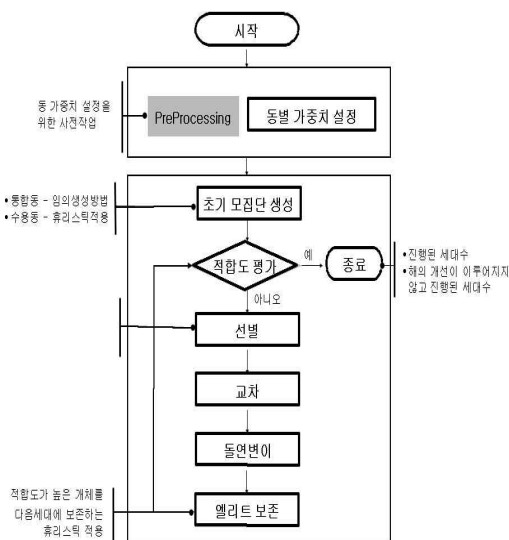 시작
동 가중치 설정을
위한 사전작업
PreProcessing
동별 가중치 설정
• 통합동 - 임의생성방법
• 수용동 - 휴리스틱적용
초기 모집단 생성
적합도 평가
예
종료
• 진행된 세대수
• 해의 개선이 이루어지지
않고 진행된 세대수
아니오
선별
교차
돌연변이
적합도가 높은 개체를
다음세대에 보존하는
휴리스틱 적용
엘리트 보존